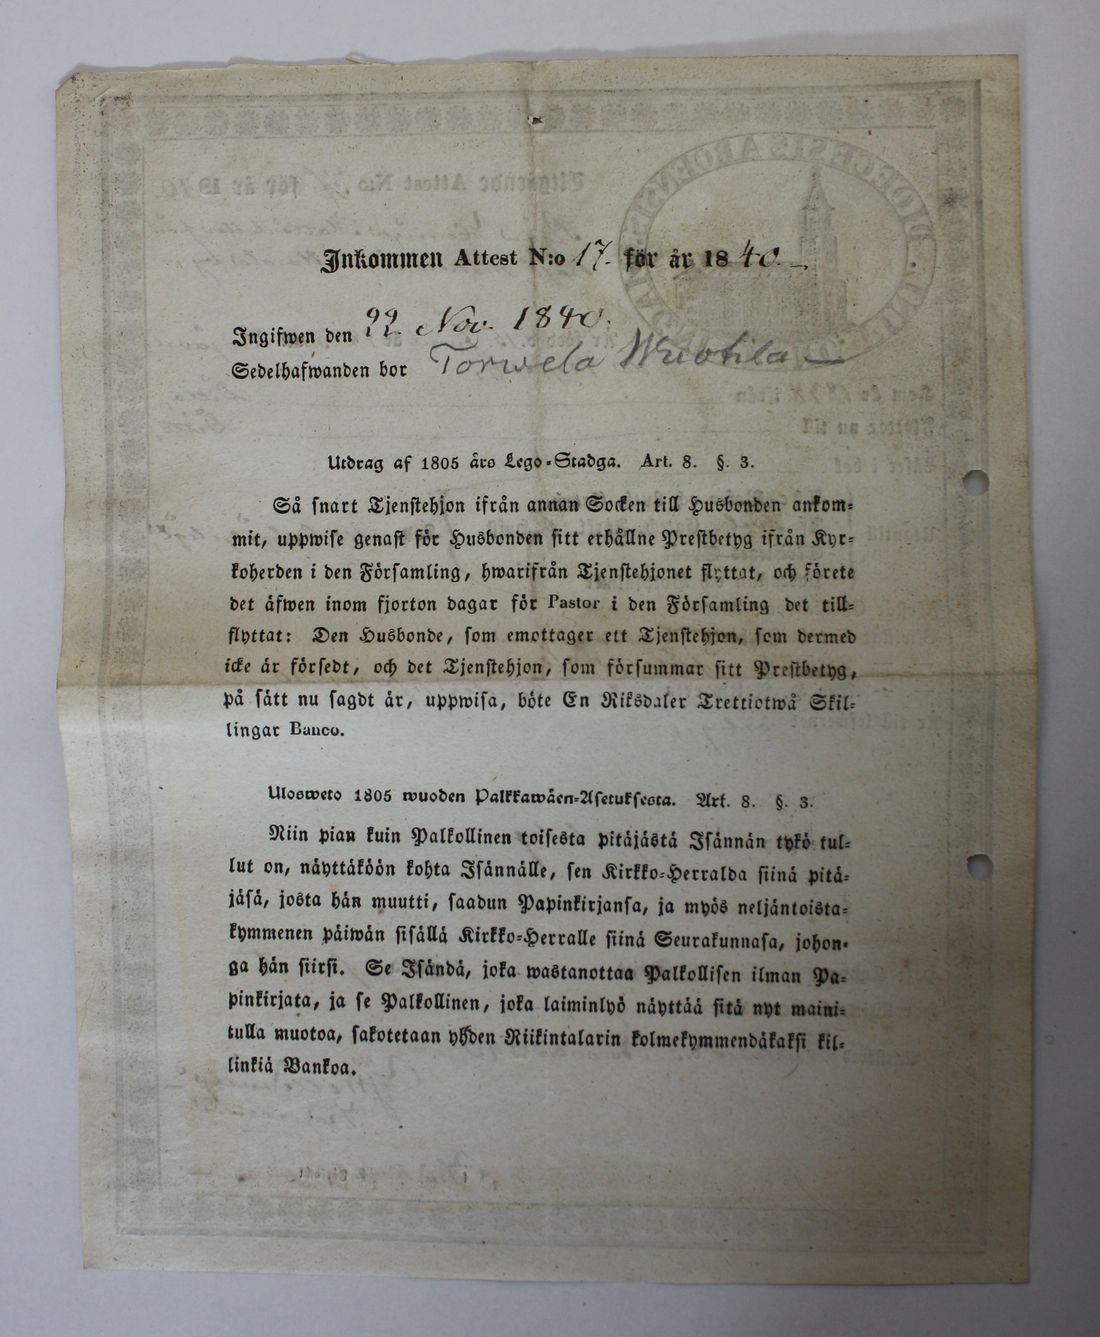 Inkommen Attest N:o 17. för år 1840.
Ingifwen den 22 Nov. 1840.
Sedelhafwanden bor Torwela
Utdrag af 1805 års Lego-Stadga. Art. 8. §. 3.
Så snart Tjenstehjon ifrån annan Socken till Husbonden ankom-
mit, uppwise genast för Husbonden sitt erhållne Prestbetyg ifrån Kyr-
koherden i den Församling, hwarifrån Tjenstehjonet flyttat, och förete
det äfwen inom fjorton dagar för Pastor i den Församling det till-
flyttat: Den Husbonde, som emottager ett Tjenstehjon, som dermed
icke är försedt, och det Tjenstehjon, som försummar sitt Prestbetyg,
på sätt nu sagdt är, uppwisa, böte En Riksdaler Trettiotwå Skil-
lingar Banco.
Ulosweto 1805 wuoden Palkkawäen-Asetuksesta. Art. 8. §. 3.
Niin pian kuin Palkollinen toisesta pitäjästä Isännän tykö tul-
lut on, näyttäköön kohta Isännälle, sen Kirkko-Herralda siinä pitä-
jäsä, josta hän muutti, saadun Papinkirjansa, ja myös neljäntoista-
kymmenen päiwän sisällä Kirkko-Herralle siinä Seurakunnasa, johon-
ga hän siirsi. Se Isändä, joka wastanottaa Palkollisen ilman Pa-
pinkirjata, ja se Palkollinen, joka laiminlyö näyttää sitä nyt maini-
tulla muotoa, sakotetaan yhden Riikintalarin kolmekymmendäkaksi kil-
linkiä Bankoa.